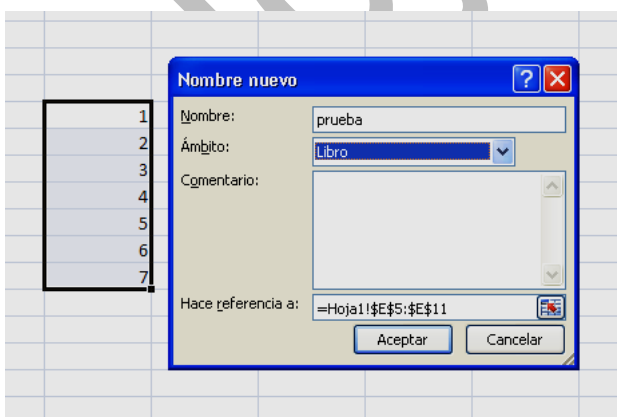 Nombre nuevo
1
2
3
4
5
6
7
Nombre: prueba
Ámbito: Libro
Comentario:
Hace referencia a: =Hoja1!$E$5:$E$11
Aceptar Cancelar